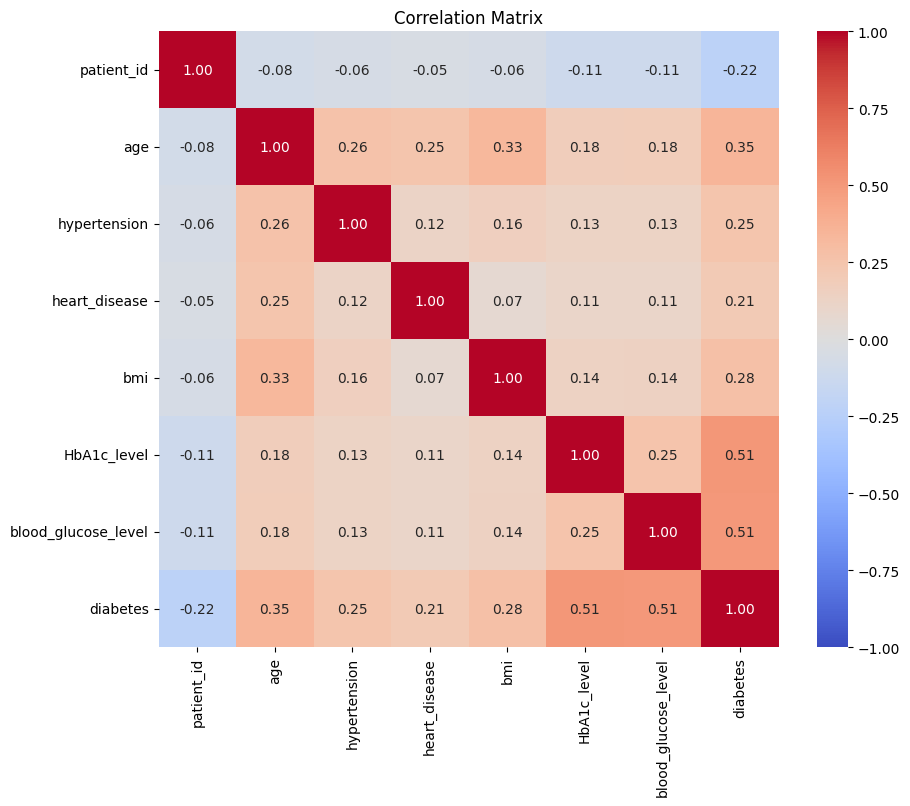 Correlation Matrix
patient_id 1.00 -0.08 -0.06 -0.05 -0.06 -0.11 -0.11 -0.22
age -0.08 1.00 0.26 0.25 0.33 0.18 0.18 0.35
hypertension -0.06 0.26 1.00 0.12 0.16 0.13 0.13 0.25
heart_disease -0.05 0.25 0.12 1.00 0.07 0.11 0.11 0.21
bmi -0.06 0.33 0.16 0.07 1.00 0.14 0.14 0.28
HbA1c_level -0.11 0.18 0.13 0.11 0.14 1.00 0.25 0.51
blood_glucose_level -0.11 0.18 0.13 0.11 0.14 0.25 1.00 0.51
diabetes -0.22 0.35 0.25 0.21 0.28 0.51 0.51 1.00
patient_id
age
hypertension
heart_disease
bmi
HbA1c_level
blood_glucose_level
diabetes
1.00
0.75
0.50
0.25
0.00
−0.25
−0.50
−0.75
−1.00